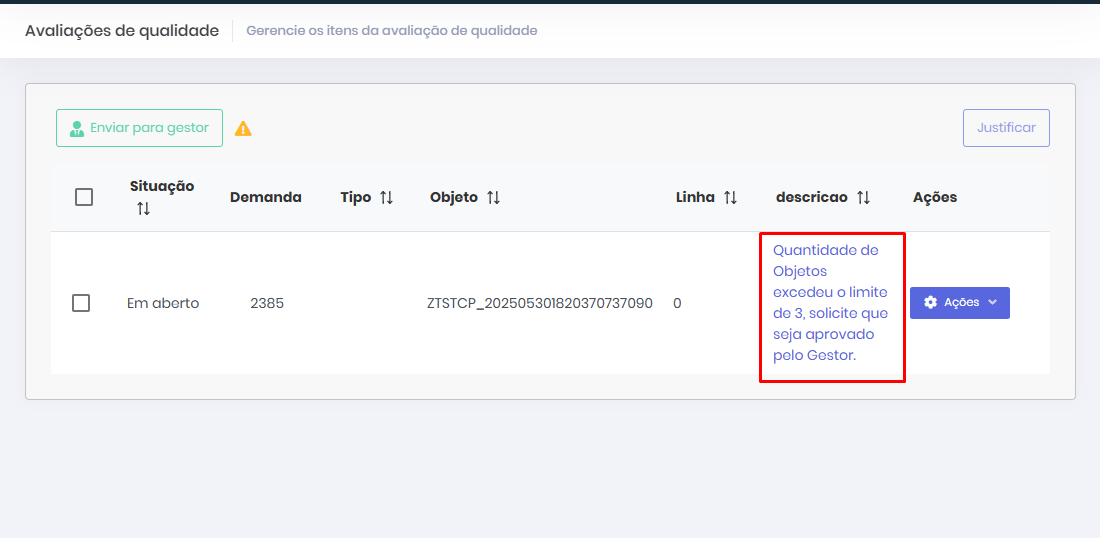 Avaliações de qualidade
Gerencie os itens da avaliação de qualidade
Enviar para gestor
Justificar
Situação
Demanda
Tipo
Objeto
Linha
descricao
Ações
Em aberto
2385
ZTSTCP_202505301820370737090
0
Quantidade de
Objetos
excedeu o limite
de 3, solicite que
seja aprovado
pelo Gestor.
Ações